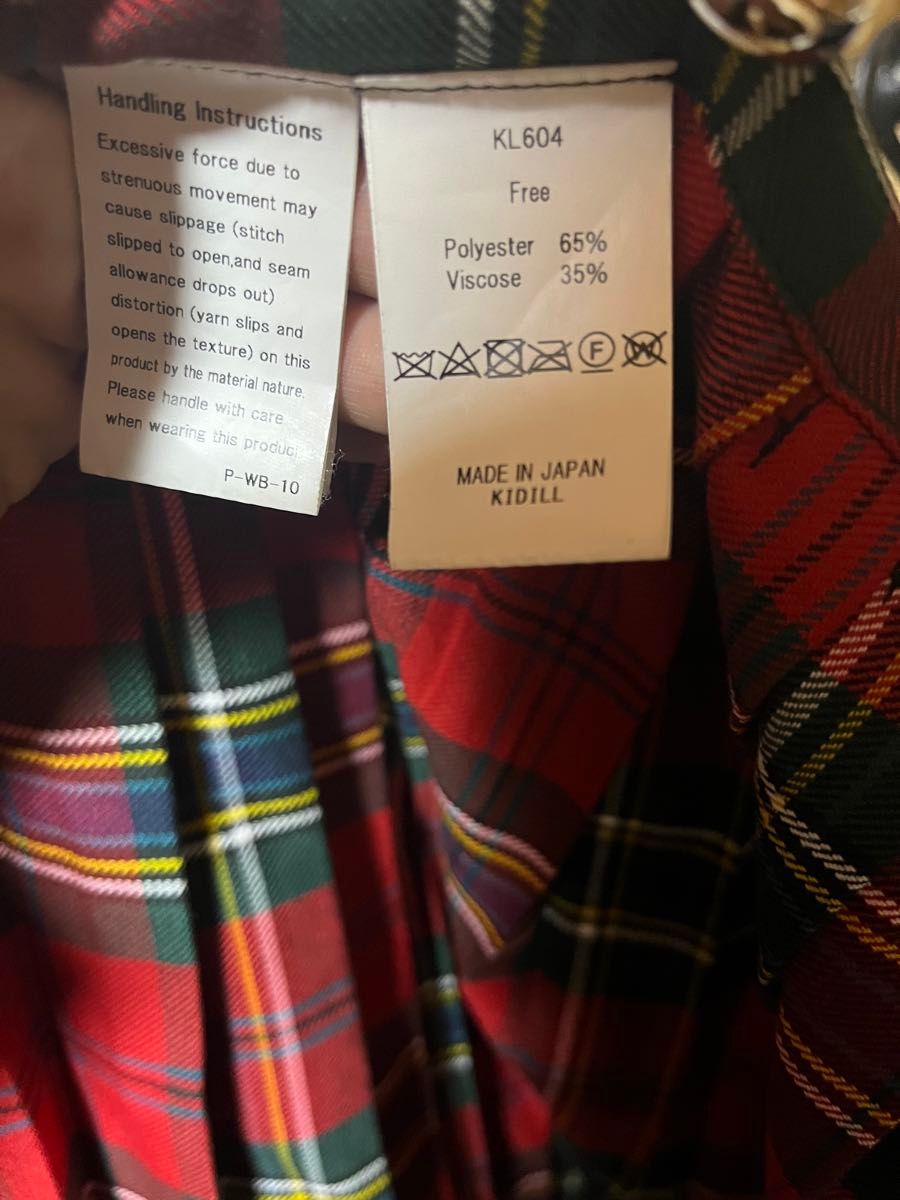 Handling Instructions
Excessive force due to
strenuous movement may
cause slippage (stitch
slipped to open,and seam
allowance drops out)
distortion (yarn slips and
opens the texture) on this
product by the material nature.
Please handle with care
when wearing this product
P-WB-10
KL604
Free
Polyester 65%
Viscose 35%
F W
MADE IN JAPAN
KIDILL